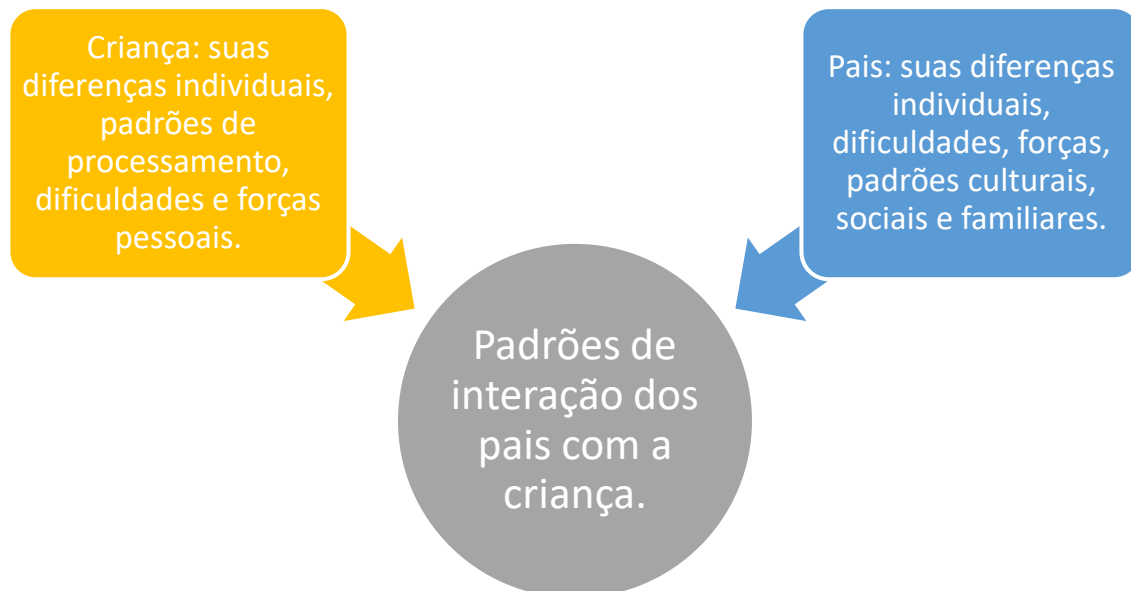 Criança: suas
diferenças individuais,
padrões de
processamento,
dificuldades e forças
pessoais.
Pais: suas diferenças
individuais,
dificuldades, forças,
padrões culturais,
sociais e familiares.
Padrões de
interação dos
pais com a
criança.